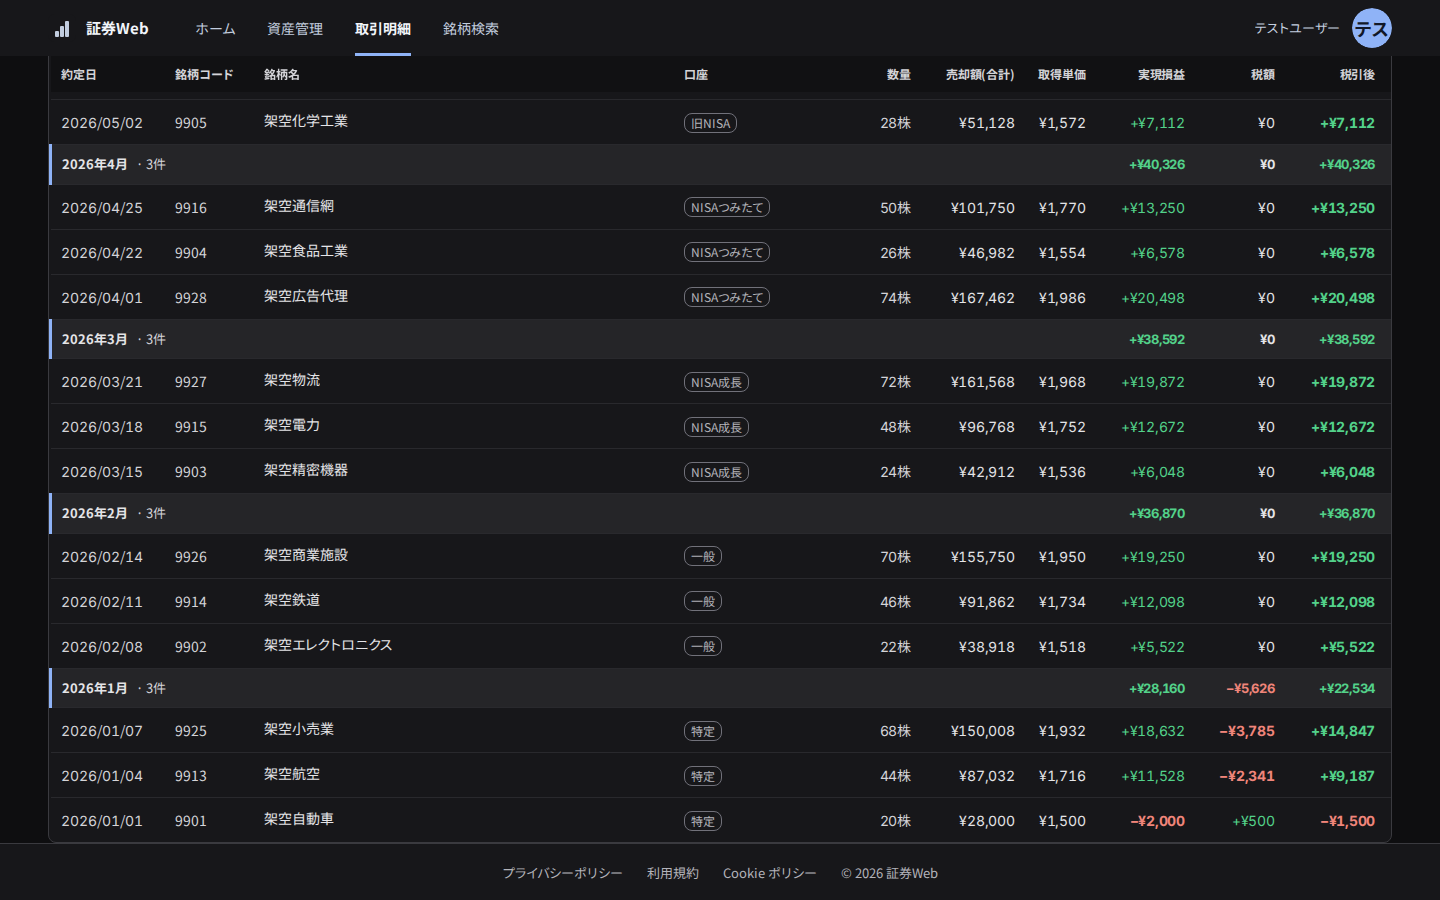 証券Web ホーム 資産管理 取引明細 銘柄検索 テストユーザー テス
約定日 銘柄コード 銘柄名 口座 数量 売却額(合計) 取得単価 実現損益 税額 税引後
2026/05/02 9905 架空化学工業 旧NISA 28株 ¥51,128 ¥1,572 +¥7,112 ¥0 +¥7,112
2026年4月 · 3件 +¥40,326 ¥0 +¥40,326
2026/04/25 9916 架空通信網 NISAつみたて 50株 ¥101,750 ¥1,770 +¥13,250 ¥0 +¥13,250
2026/04/22 9904 架空食品工業 NISAつみたて 26株 ¥46,982 ¥1,554 +¥6,578 ¥0 +¥6,578
2026/04/01 9928 架空広告代理 NISAつみたて 74株 ¥167,462 ¥1,986 +¥20,498 ¥0 +¥20,498
2026年3月 · 3件 +¥38,592 ¥0 +¥38,592
2026/03/21 9927 架空物流 NISA成長 72株 ¥161,568 ¥1,968 +¥19,872 ¥0 +¥19,872
2026/03/18 9915 架空電力 NISA成長 48株 ¥96,768 ¥1,752 +¥12,672 ¥0 +¥12,672
2026/03/15 9903 架空精密機器 NISA成長 24株 ¥42,912 ¥1,536 +¥6,048 ¥0 +¥6,048
2026年2月 · 3件 +¥36,870 ¥0 +¥36,870
2026/02/14 9926 架空商業施設 一般 70株 ¥155,750 ¥1,950 +¥19,250 ¥0 +¥19,250
2026/02/11 9914 架空鉄道 一般 46株 ¥91,862 ¥1,734 +¥12,098 ¥0 +¥12,098
2026/02/08 9902 架空エレクトロニクス 一般 22株 ¥38,918 ¥1,518 +¥5,522 ¥0 +¥5,522
2026年1月 · 3件 +¥28,160 −¥5,626 +¥22,534
2026/01/07 9925 架空小売業 特定 68株 ¥150,008 ¥1,932 +¥18,632 −¥3,785 +¥14,847
2026/01/04 9913 架空航空 特定 44株 ¥87,032 ¥1,716 +¥11,528 −¥2,341 +¥9,187
2026/01/01 9901 架空自動車 特定 20株 ¥28,000 ¥1,500 −¥2,000 +¥500 −¥1,500
プライバシーポリシー 利用規約 Cookie ポリシー © 2026 証券Web